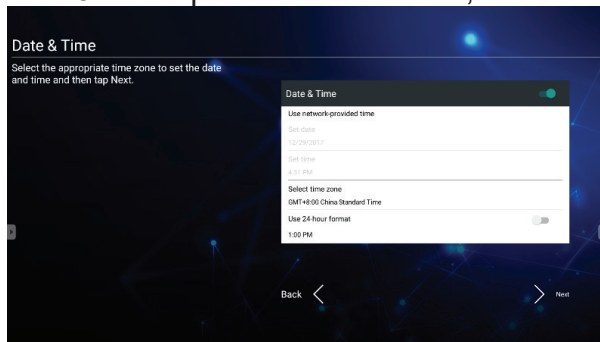 Date & Time
Select the appropriate time zone to set the date
and time and then tap Next.
Date & Time
Use network-provided time
Set date
12/29/2017
Set time
4:51 PM
Select time zone
GMT+8:00 China Standard Time
Use 24-hour format
1:00 PM
Back
Next